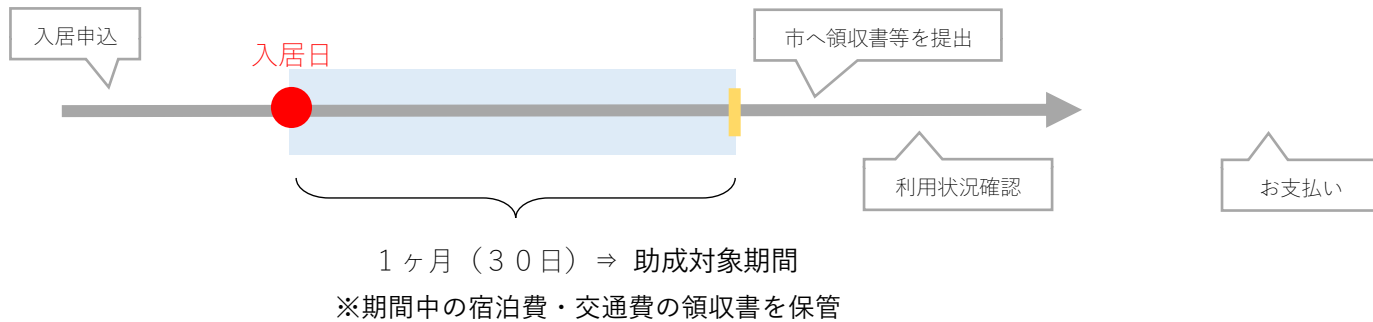 入居申込
入居日
市へ領収書等を提出
利用状況確認
お支払い
１ヶ月（３０日）⇒ 助成対象期間
※期間中の宿泊費・交通費の領収書を保管